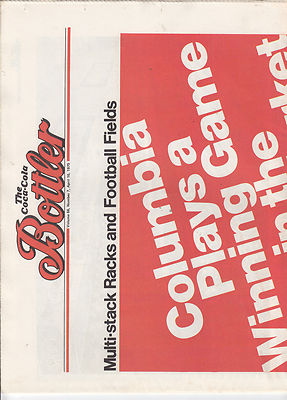 The
Coca-Cola
Bottler
Multi-stack Racks and Football Fields
Columbia
Plays a
Winning Game
in the